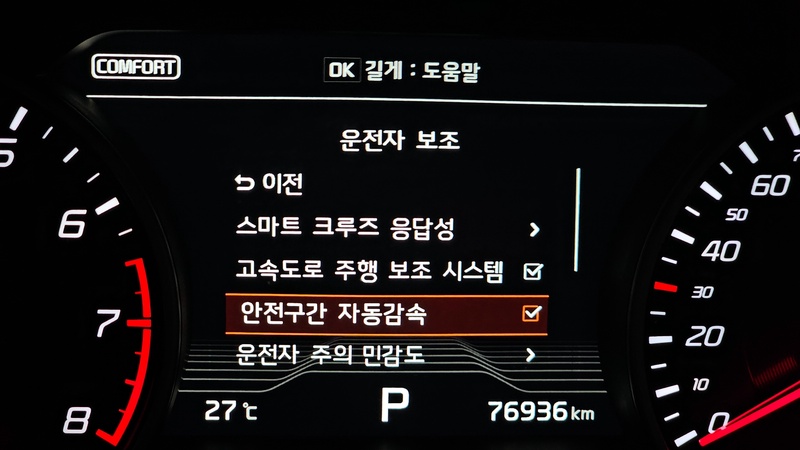 COMFORT
OK 길게 : 도움말
운전자 보조
이전
스마트 크루즈 응답성
고속도로 주행 보조 시스템
안전구간 자동감속
운전자 주의 민감도
27℃
P
76936km
5
6
7
8
60
50
40
30
20
10
0